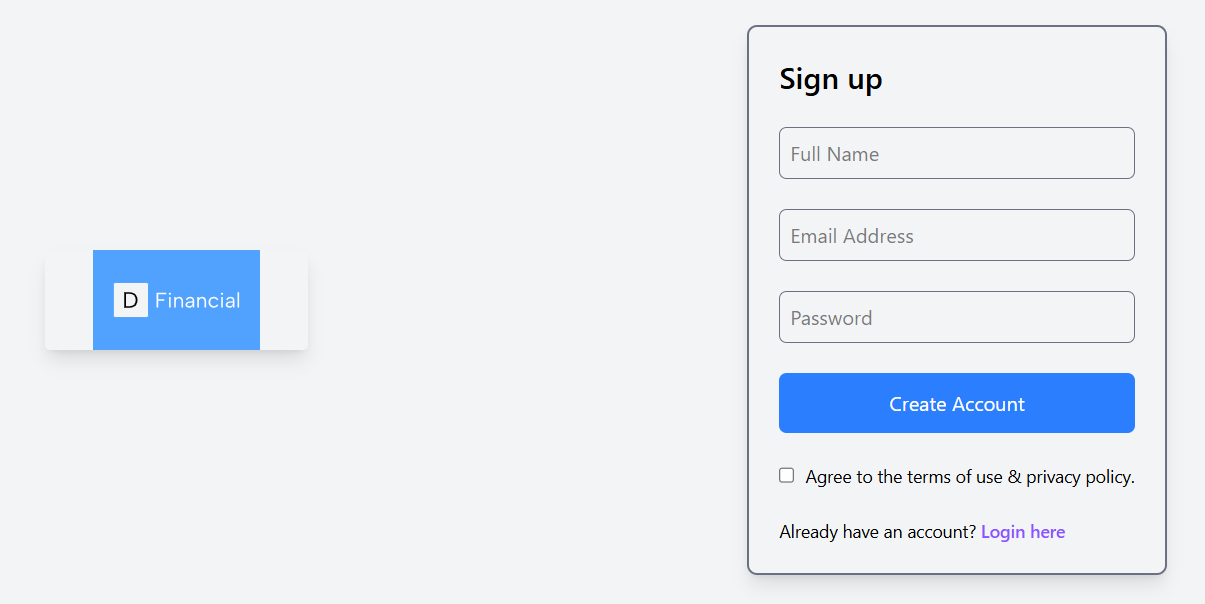 D Financial
Sign up
Full Name
Email Address
Password
Create Account
Agree to the terms of use & privacy policy.
Already have an account? Login here